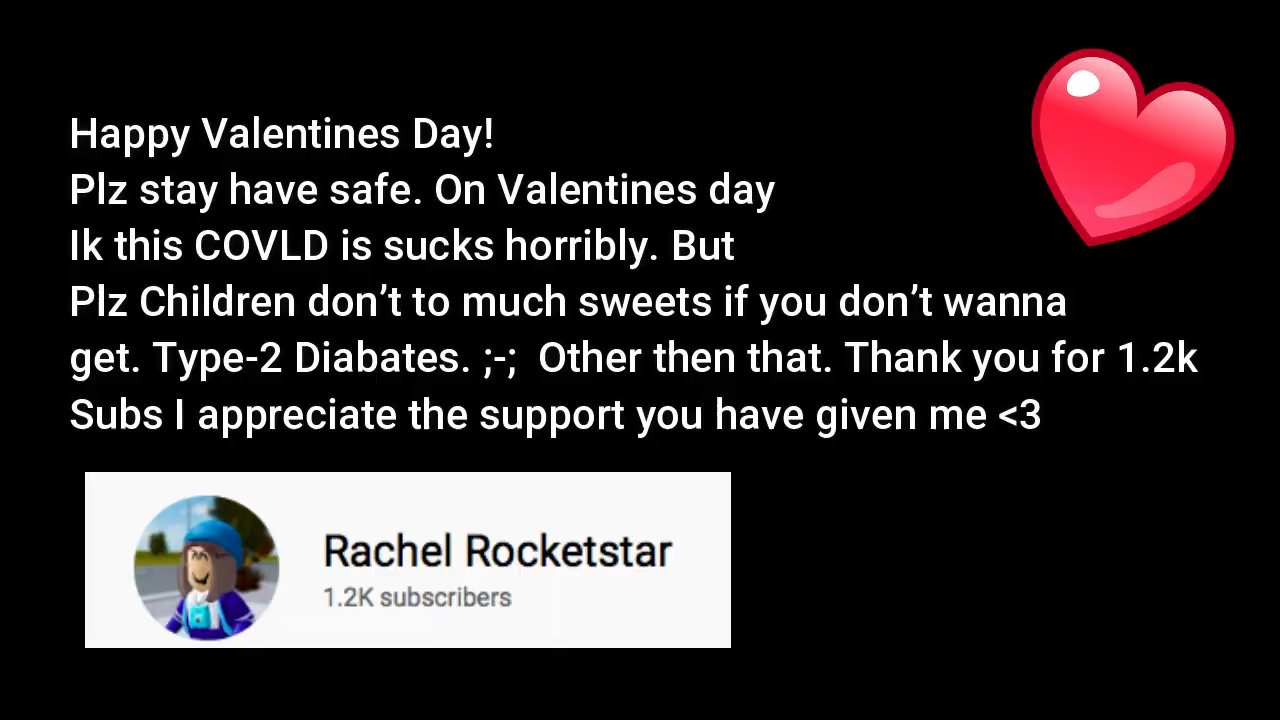 Happy Valentines Day!
Plz stay have safe. On Valentines day
Ik this COVLD is sucks horribly. But
Plz Children don’t to much sweets if you don’t wanna
get. Type-2 Diabates. ;-;  Other then that. Thank you for 1.2k
Subs I appreciate the support you have given me <3
Rachel Rocketstar
1.2K subscribers